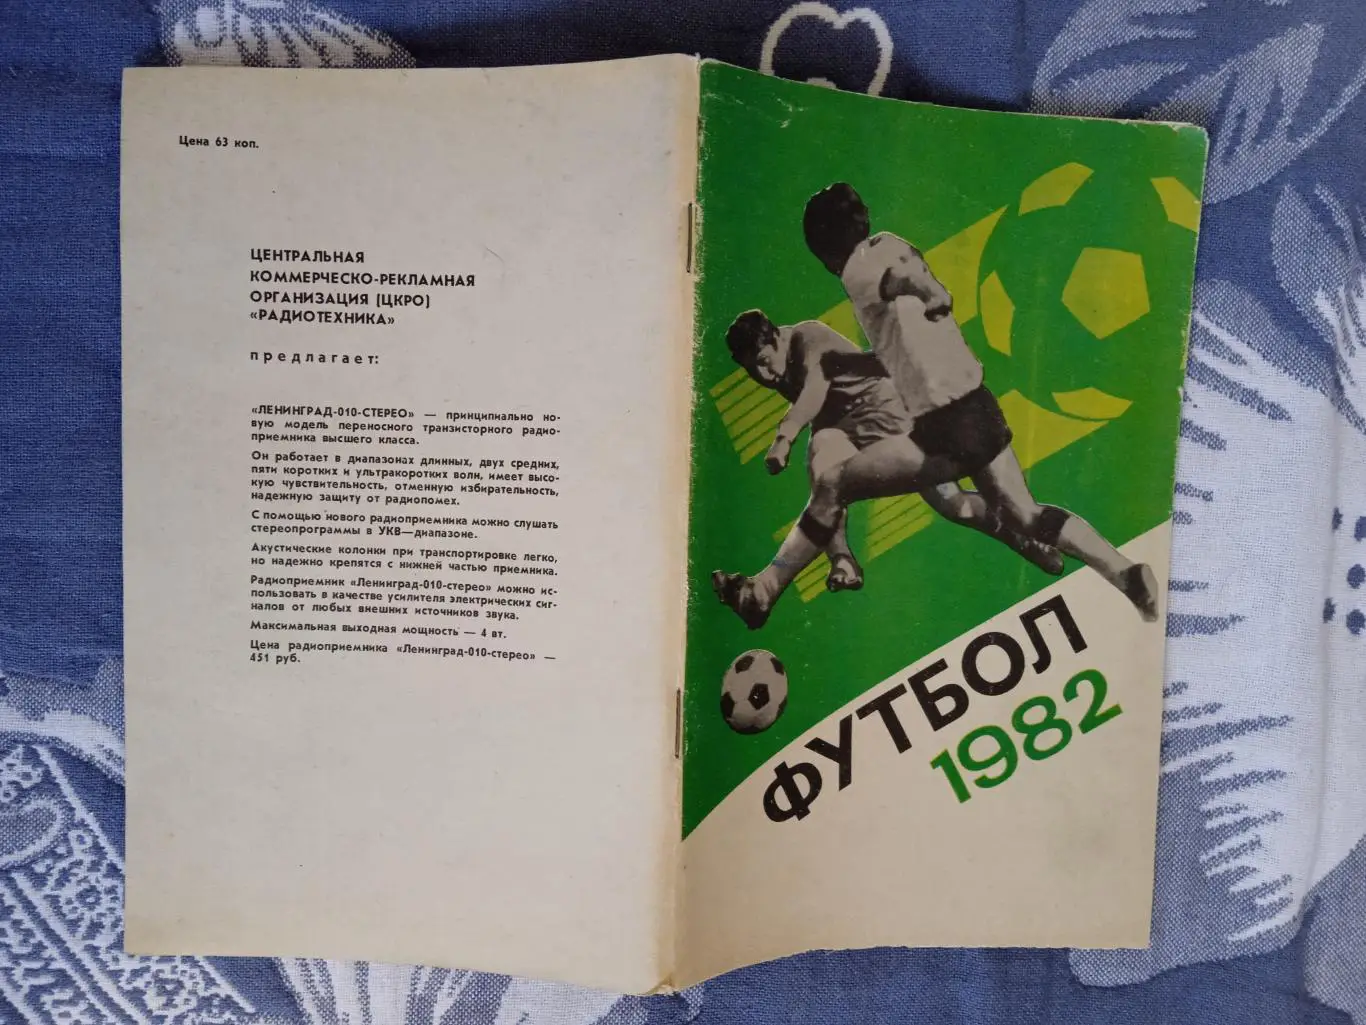 Цена 63 коп.
ЦЕНТРАЛЬНАЯ
КОММЕРЧЕСКО-РЕКЛАМНАЯ
ОРГАНИЗАЦИЯ (ЦКРО)
«РАДИОТЕХНИКА»
предлагает:
«ЛЕНИНГРАД-010-СТЕРЕО» — принципиально но-
вую модель переносного транзисторного радио-
приемника высшего класса.
Он работает в диапазонах длинных, двух средних,
пяти коротких и ультракоротких волн, имеет высо-
кую чувствительность, отменную избирательность,
надежную защиту от радиопомех.
С помощью нового радиоприемника можно слушать
стереопрограммы в УКВ—диапазоне.
Акустические колонки при транспортировке легко,
но надежно крепятся с нижней частью приемника.
Радиоприемник «Ленинград-010-стерео» можно ис-
пользовать в качестве усилителя электрических сиг-
налов от любых внешних источников звука.
Максимальная выходная мощность — 4 вт.
Цена радиоприемника «Ленинград-010-стерео» —
451 руб.
ФУТБОЛ
1982